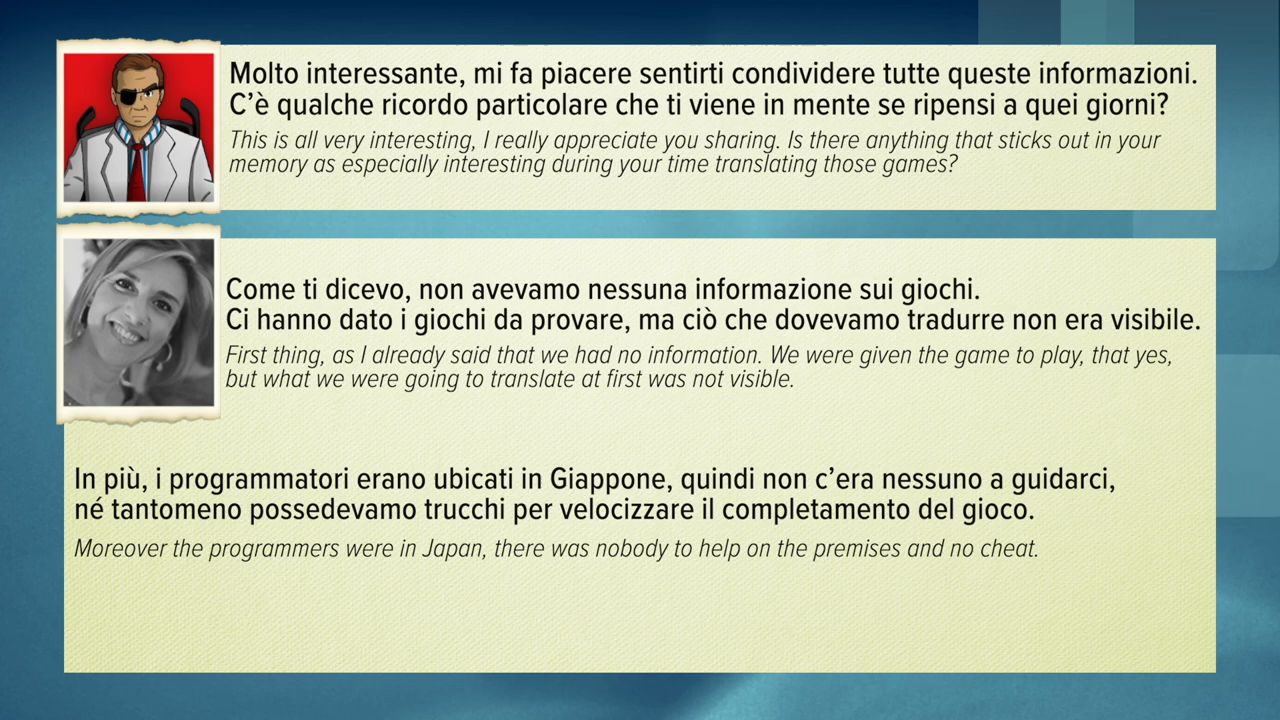 Molto interessante, mi fa piacere sentirti condividere tutte queste informazioni.
C’è qualche ricordo particolare che ti viene in mente se ripensi a quei giorni?
This is all very interesting, I really appreciate you sharing. Is there anything that sticks out in your
memory as especially interesting during your time translating those games?
Come ti dicevo, non avevamo nessuna informazione sui giochi.
Ci hanno dato i giochi da provare, ma ciò che dovevamo tradurre non era visibile.
First thing, as I already said that we had no information. We were given the game to play, that yes,
but what we were going to translate at first was not visible.
In più, i programmatori erano ubicati in Giappone, quindi non c’era nessuno a guidarci,
né tantomeno possedevamo trucchi per velocizzare il completamento del gioco.
Moreover the programmers were in Japan, there was nobody to help on the premises and no cheat.